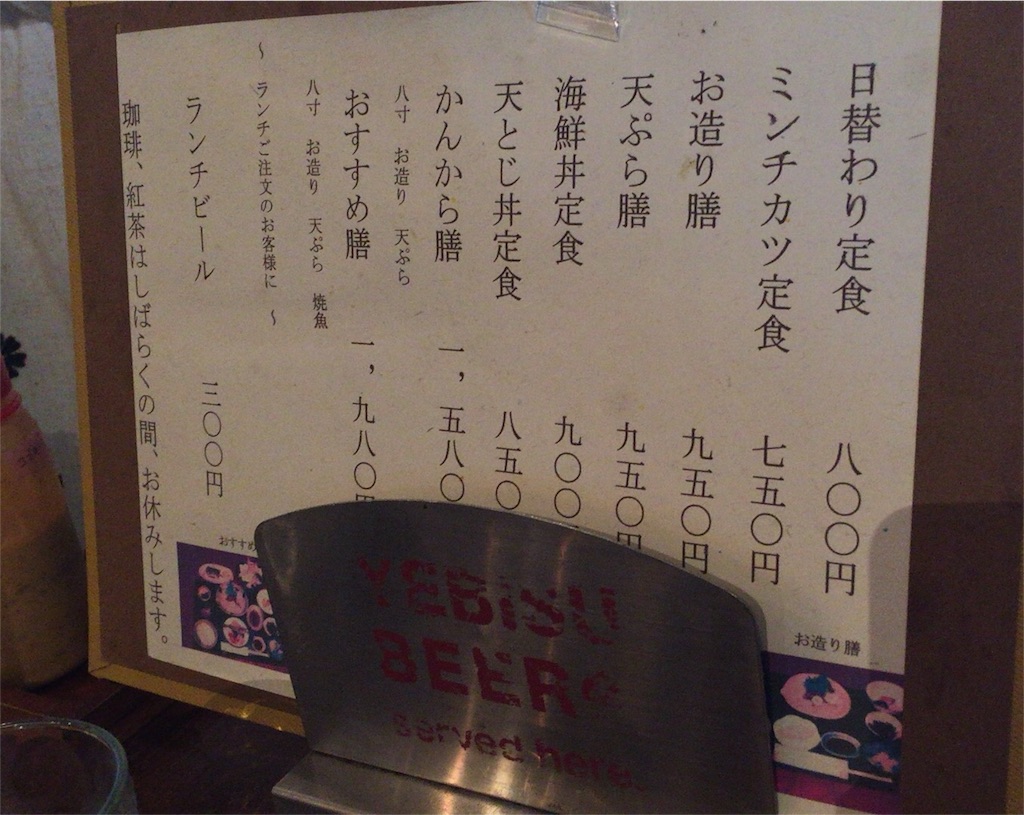 日替わり定食 八〇〇円
ミンチカツ定食 七五〇円
お造り膳 九五〇円
天ぷら膳 九五〇円
海鮮丼定食 九〇〇
天とじ丼定食 八五〇
かんから膳 一，五八〇
八寸 お造り 天ぷら
おすすめ膳 一，九八〇円
八寸 お造り 天ぷら 焼魚
～ランチご注文のお客様に～
ランチビール 三〇〇円
珈琲、紅茶はしばらくの間、お休みします。
お造り膳
おすすめ
YEBISU
BEER
served here.